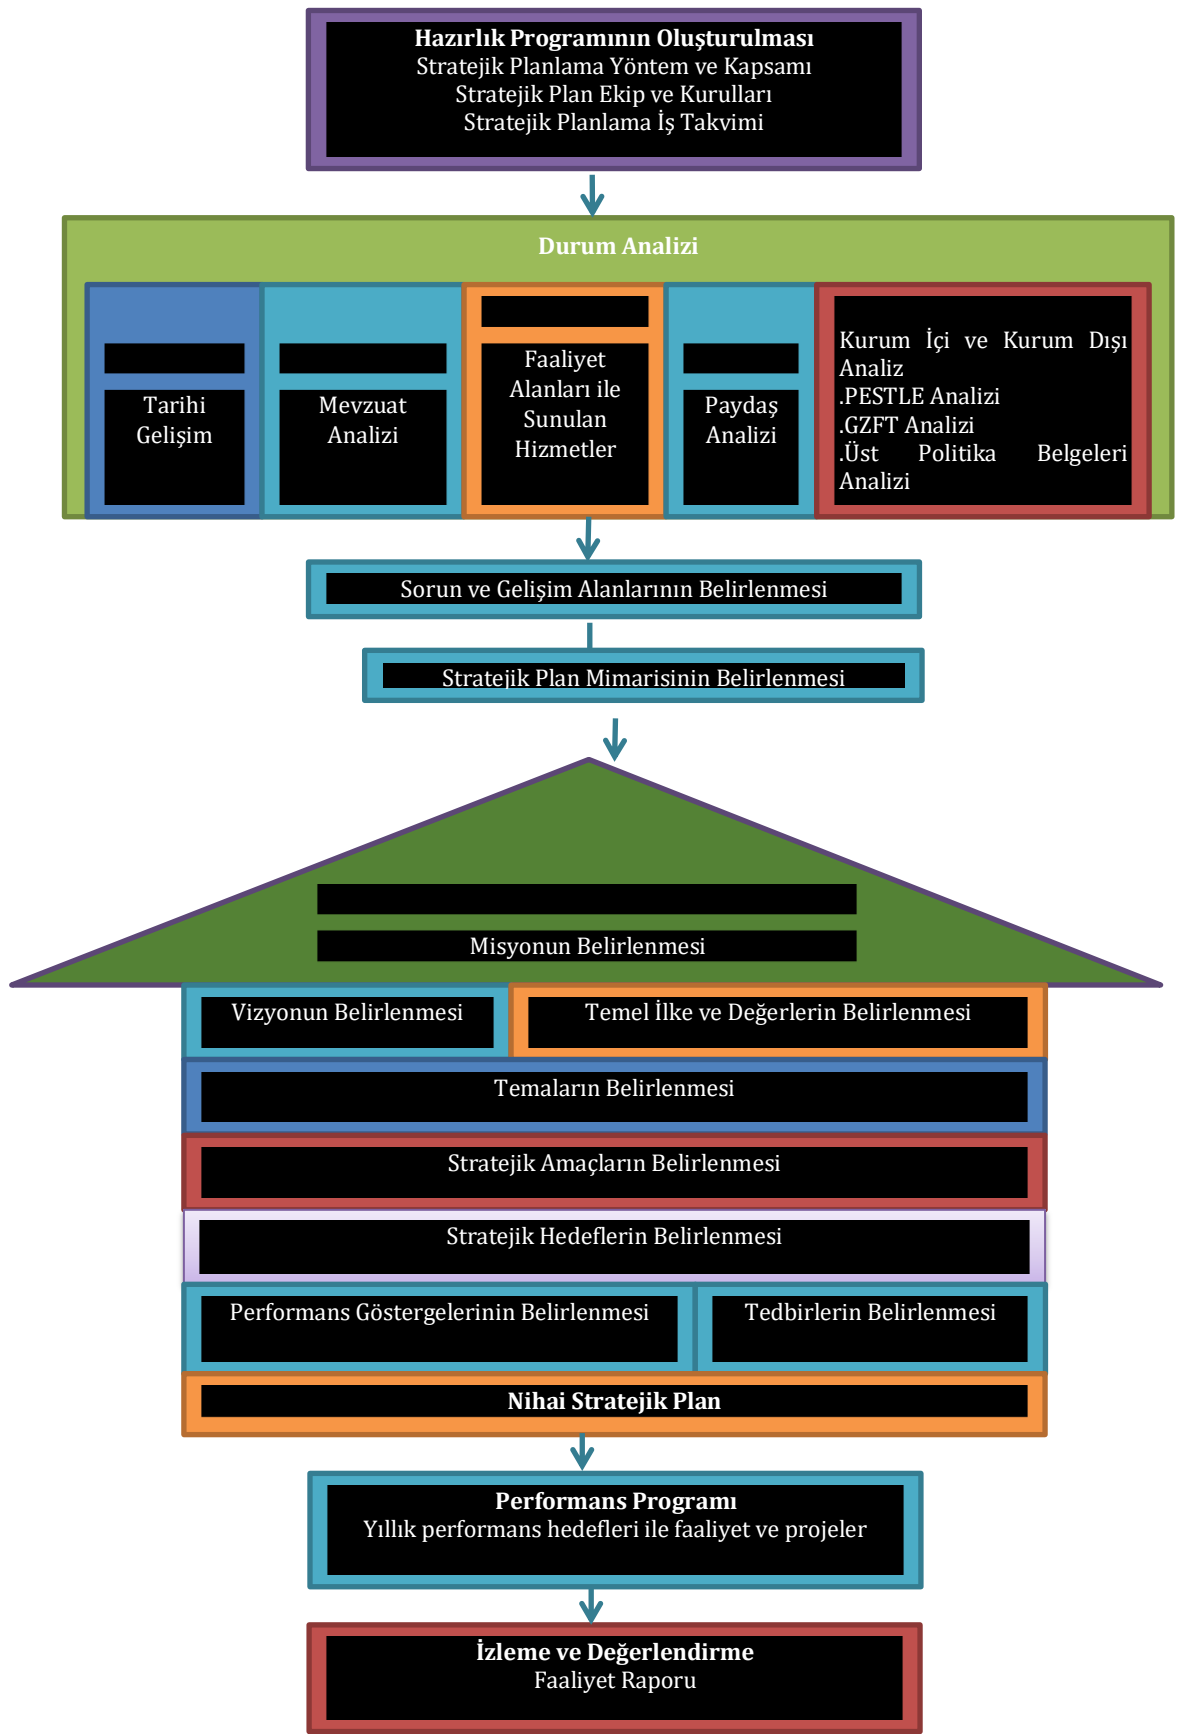 Hazırlık Programının Oluşturulması
Stratejik Planlama Yöntem ve Kapsamı
Stratejik Plan Ekip ve Kurulları
Stratejik Planlama İş Takvimi
Durum Analizi
Tarihi
Gelişim
Mevzuat
Analizi
Faaliyet
Alanları ile
Sunulan
Hizmetler
Paydaş
Analizi
Kurum İçi ve Kurum Dışı
Analiz
.PESTLE Analizi
.GZFT Analizi
.Üst Politika Belgeleri
Analizi
Sorun ve Gelişim Alanlarının Belirlenmesi
Stratejik Plan Mimarisinin Belirlenmesi
Misyonun Belirlenmesi
Vizyonun Belirlenmesi
Temel İlke ve Değerlerin Belirlenmesi
Temaların Belirlenmesi
Stratejik Amaçların Belirlenmesi
Stratejik Hedeflerin Belirlenmesi
Performans Göstergelerinin Belirlenmesi
Tedbirlerin Belirlenmesi
Nihai Stratejik Plan
Performans Programı
Yıllık performans hedefleri ile faaliyet ve projeler
İzleme ve Değerlendirme
Faaliyet Raporu